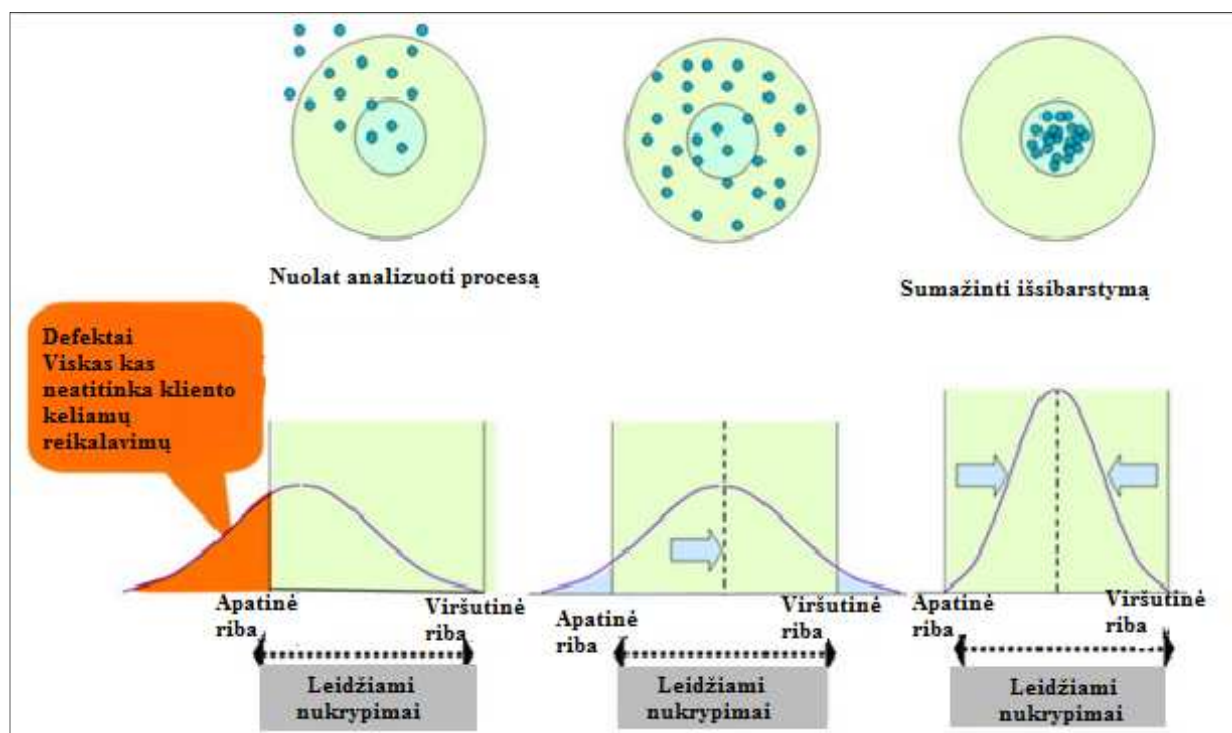 Nuolat analizuoti procesą
Sumažinti išsibarstymą
Defektai
Viskas kas
neatitinka kliento
keliamų
reikalavimų
Apatinė
riba
Viršutinė
riba
Apatinė
riba
Viršutinė
riba
Apatinė
riba
Viršutinė
riba
Leidžiami
nukrypimai
Leidžiami
nukrypimai
Leidžiami
nukrypimai